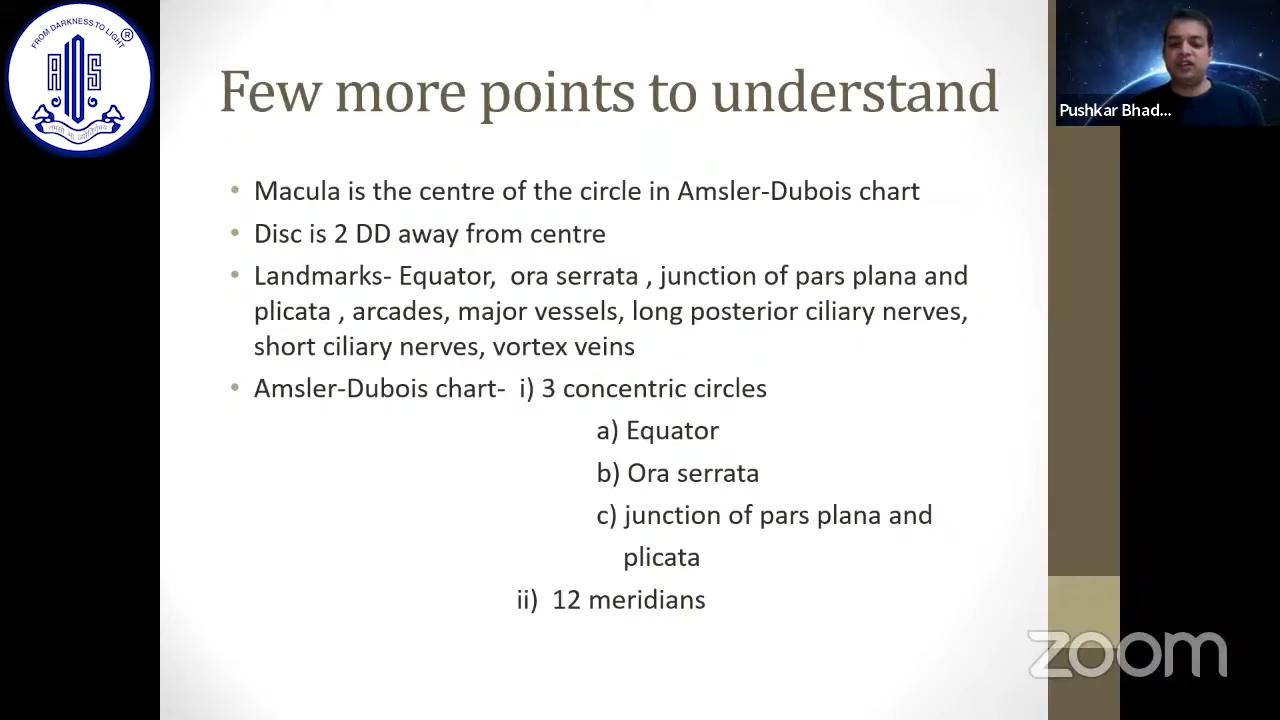 FROM DARKNESS TO LIGHT
®
AIOS
तमसो मा ज्योतिर्गमय
Pushkar Bhad...
Few more points to understand
• Macula is the centre of the circle in Amsler-Dubois chart
• Disc is 2 DD away from centre
• Landmarks- Equator, ora serrata , junction of pars plana and
plicata , arcades, major vessels, long posterior ciliary nerves,
short ciliary nerves, vortex veins
• Amsler-Dubois chart- i) 3 concentric circles
a) Equator
b) Ora serrata
c) junction of pars plana and
plicata
ii) 12 meridians
zoom